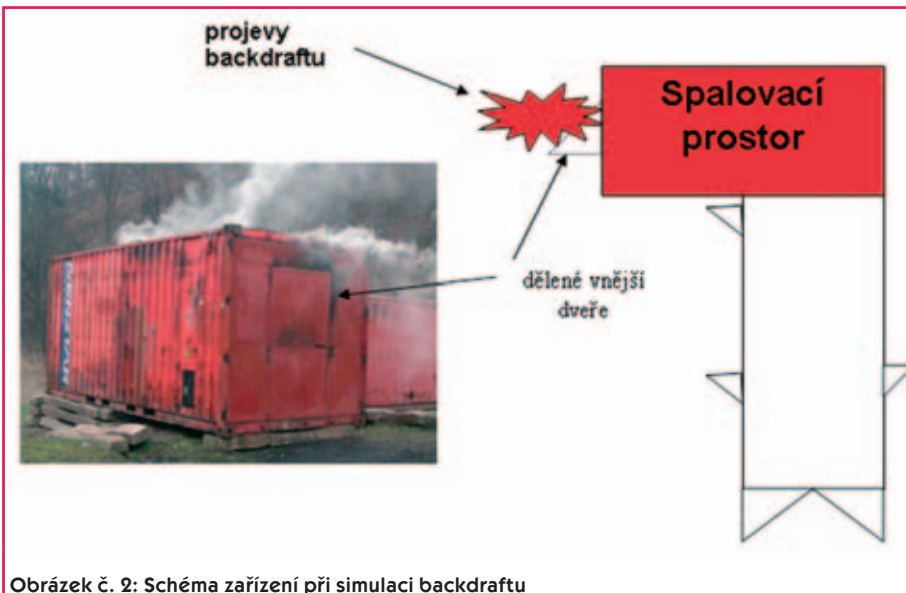 projevy
backdraftu
Spalovací
prostor
dělené vnější
dveře
Obrázek č. 2: Schéma zařízení při simulaci backdraftu